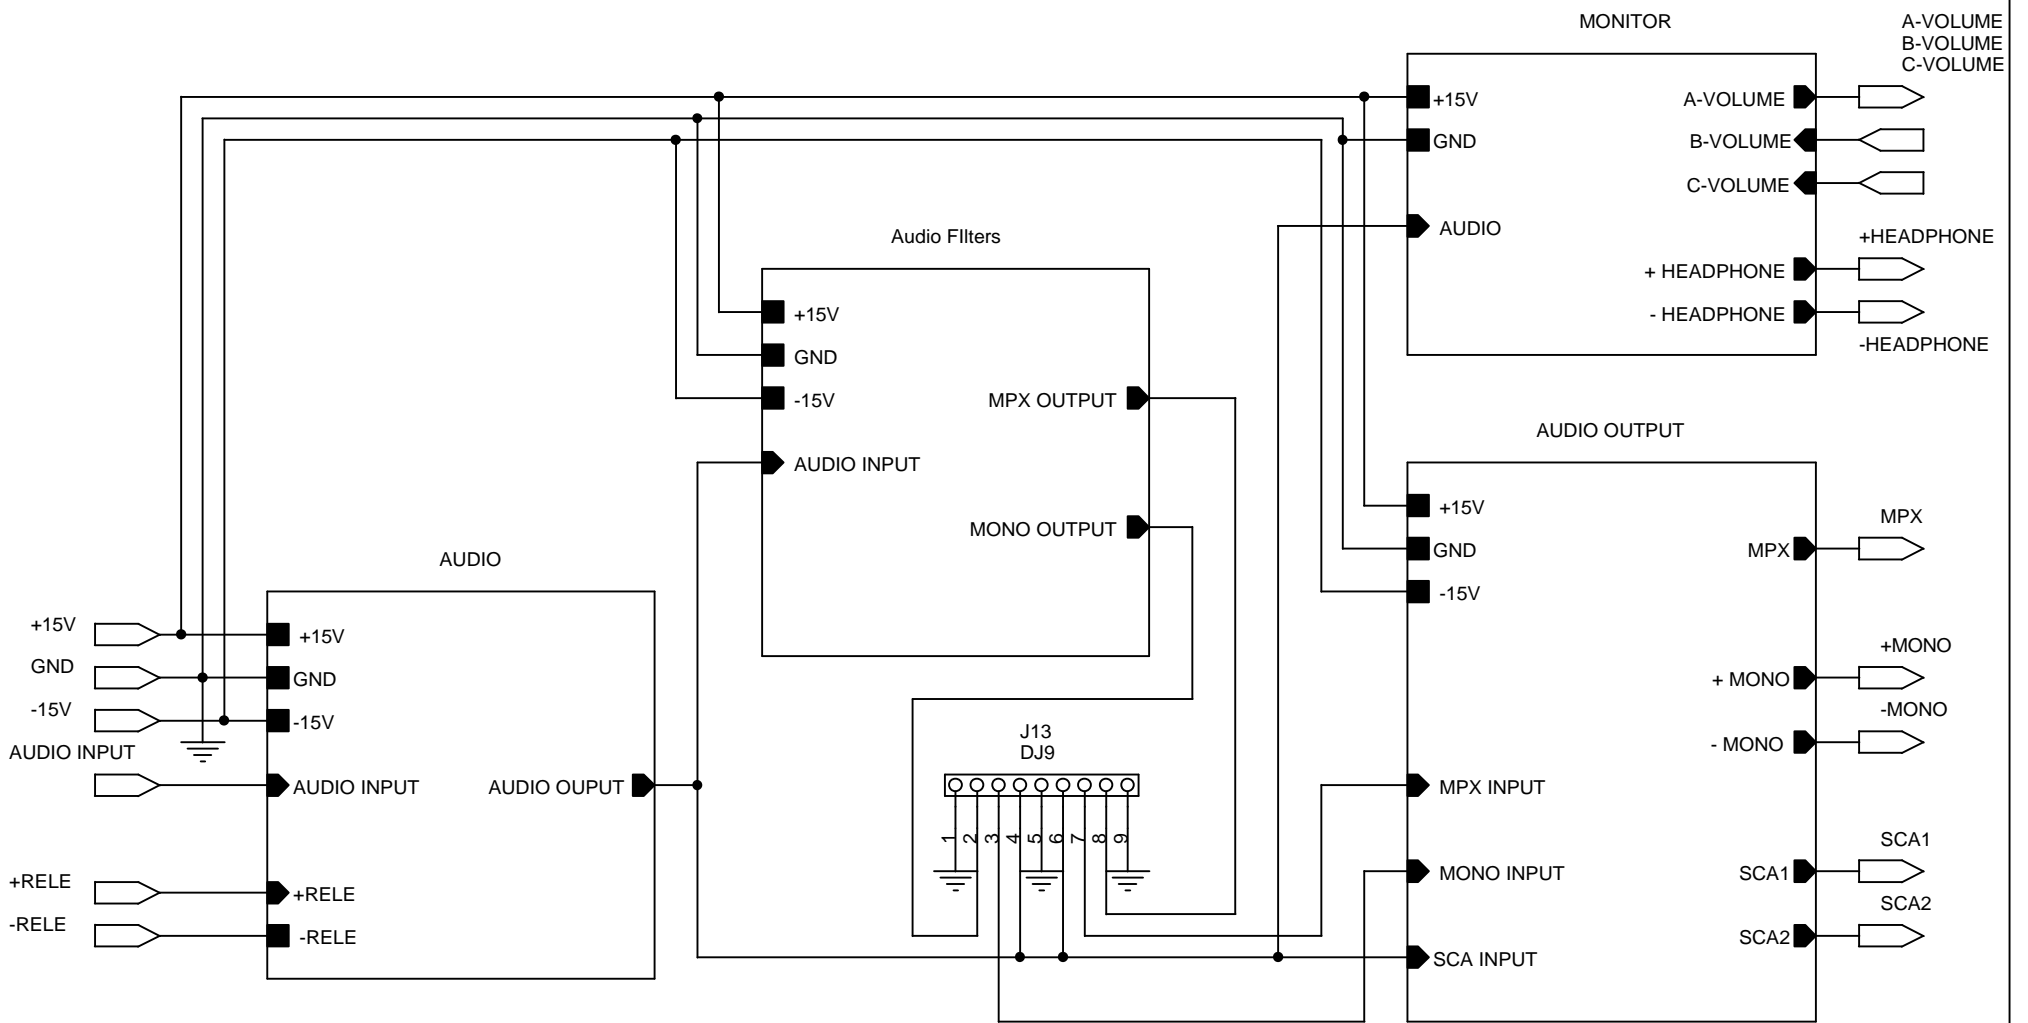 MONITOR
A-VOLUME
B-VOLUME
C-VOLUME
+15V
GND
AUDIO
A-VOLUME
B-VOLUME
C-VOLUME
+ HEADPHONE
- HEADPHONE
+HEADPHONE
-HEADPHONE
Audio FIlters
+15V
GND
-15V
AUDIO INPUT
MPX OUTPUT
MONO OUTPUT
AUDIO OUTPUT
+15V
GND
-15V
MPX INPUT
MONO INPUT
SCA INPUT
MPX
+ MONO
- MONO
SCA1
SCA2
MPX
+MONO
-MONO
SCA1
SCA2
AUDIO
+15V
GND
-15V
AUDIO INPUT
+RELE
-RELE
+15V
GND
-15V
AUDIO INPUT
+RELE
-RELE
AUDIO OUPUT
J13
DJ9
1
2
3
4
5
6
7
8
9